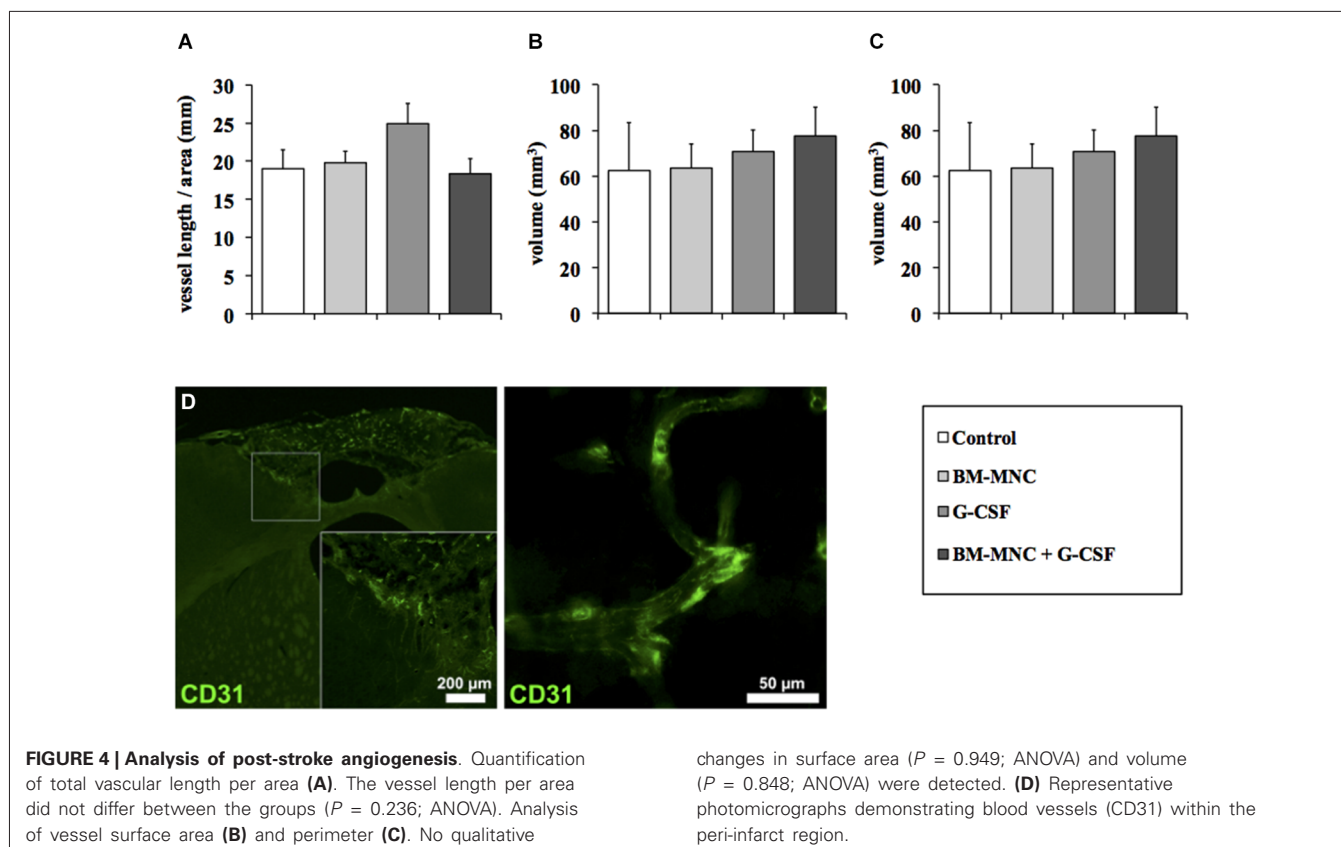 A
B
C
30
25
20
15
10
5
0
vessel length / area (mm)
100
80
60
40
20
0
volume (mm³)
100
80
60
40
20
0
volume (mm³)
D
CD31
200 µm
CD31
50 µm
Control
BM-MNC
G-CSF
BM-MNC + G-CSF
FIGURE 4 | Analysis of post-stroke angiogenesis. Quantification
of total vascular length per area (A). The vessel length per area
did not differ between the groups (P = 0.236; ANOVA). Analysis
of vessel surface area (B) and perimeter (C). No qualitative
changes in surface area (P = 0.949; ANOVA) and volume
(P = 0.848; ANOVA) were detected. (D) Representative
photomicrographs demonstrating blood vessels (CD31) within the
peri-infarct region.